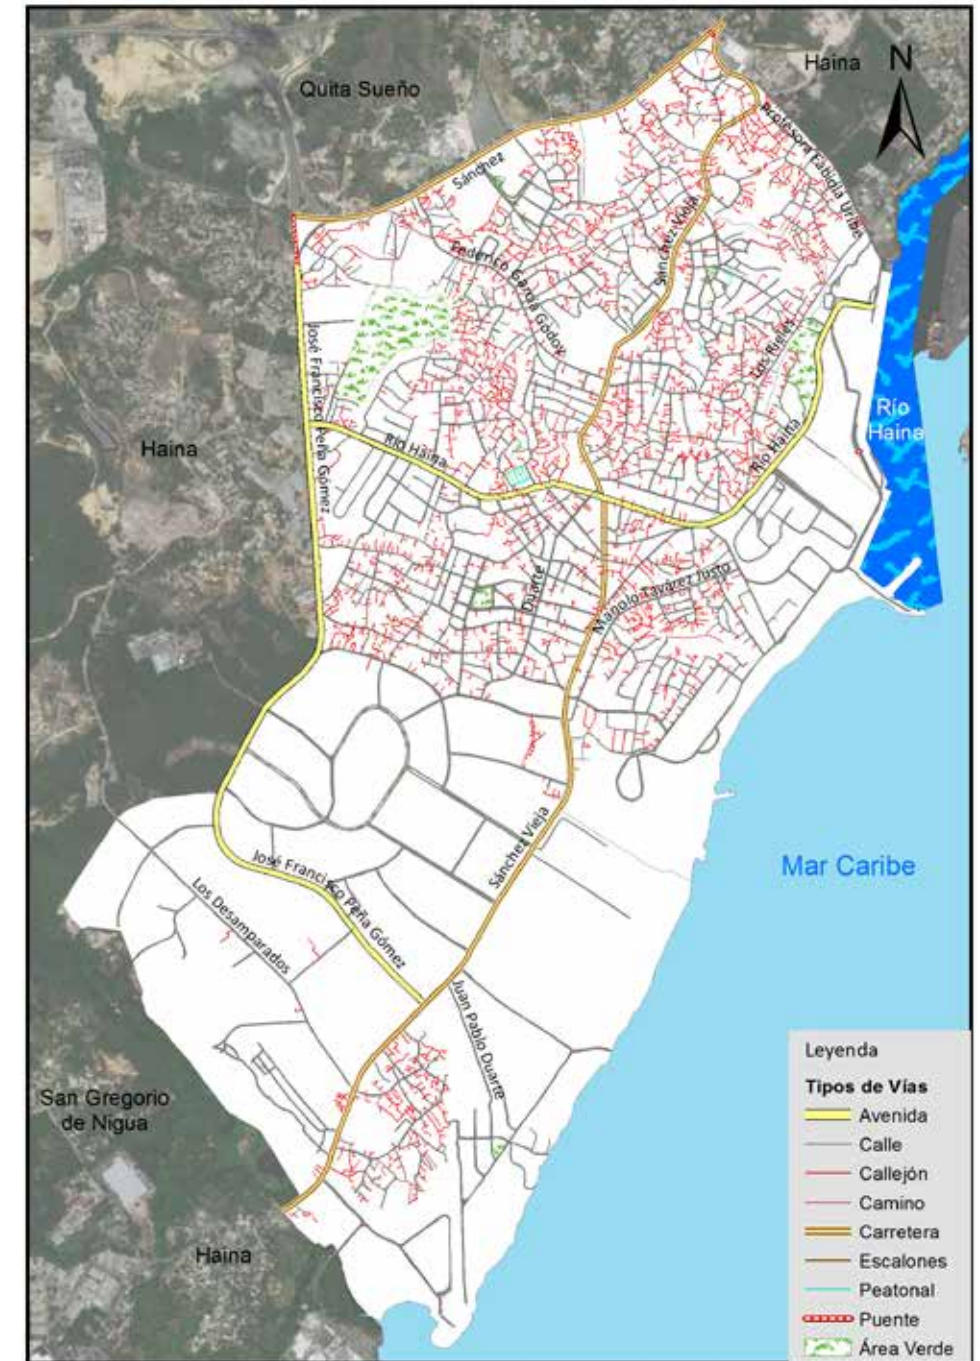 Haina
N
Quita Sueño
Profesora Fabiola Uribe
Sánchez
Sánchez Vieja
Federico García Godoy
José Francisco Peña Gómez
Los Rieles
Río
Haina
Haina
Río Haina
Río Haina
Duarte
Manolo Tavárez Justo
Sánchez Vieja
José Francisco Peña Gómez
Mar Caribe
Los Desamparados
Juan Pablo Duarte
San Gregorio
de Nigua
Haina
Leyenda
Tipos de Vías
Avenida
Calle
Callejón
Camino
Carretera
Escalones
Peatonal
Puente
Área Verde